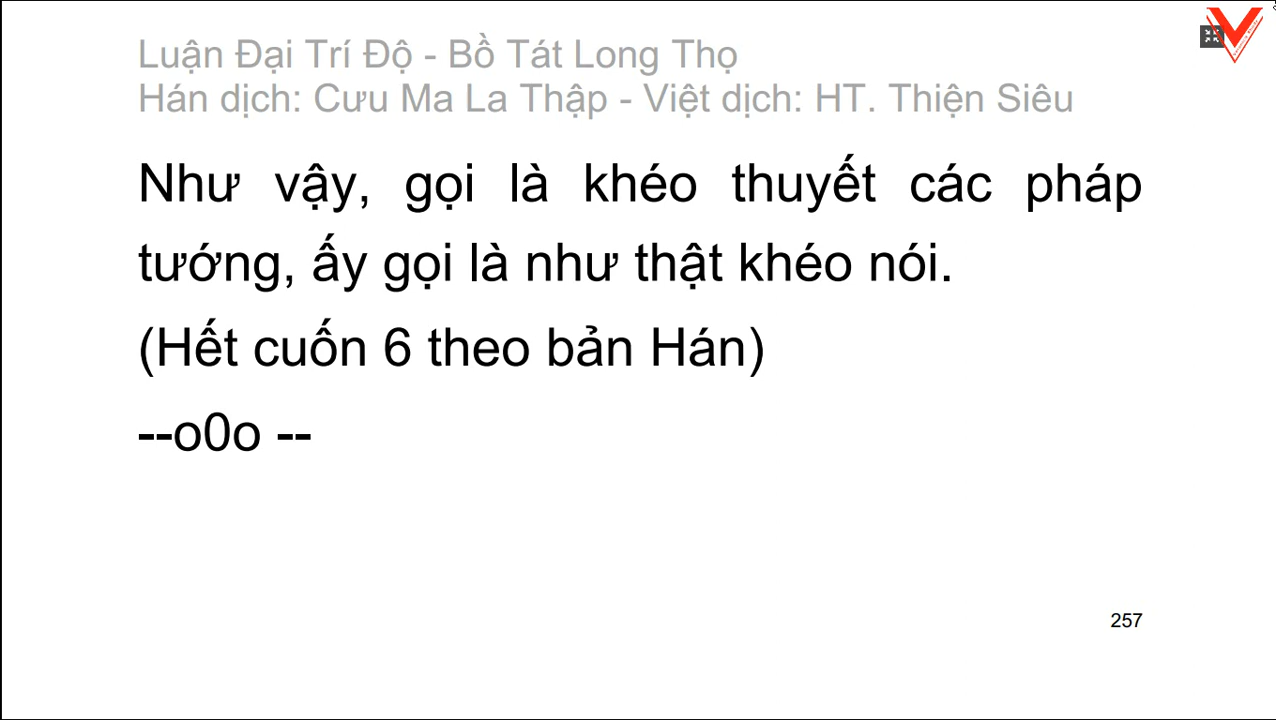 Luận Đại Trí Độ - Bồ Tát Long Thọ
Hán dịch: Cưu Ma La Thập - Việt dịch: HT. Thiện Siêu
Như vậy, gọi là khéo thuyết các pháp
tướng, ấy gọi là như thật khéo nói.
(Hết cuốn 6 theo bản Hán)
--o0o --
257